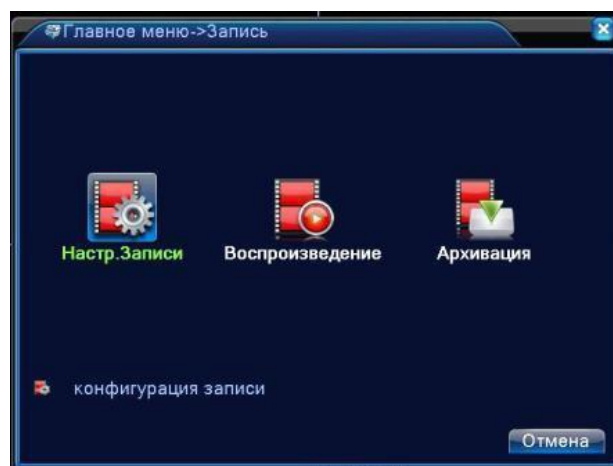 Главное меню->Запись
Настр.Записи Воспроизведение Архивация
конфигурация записи
Отмена